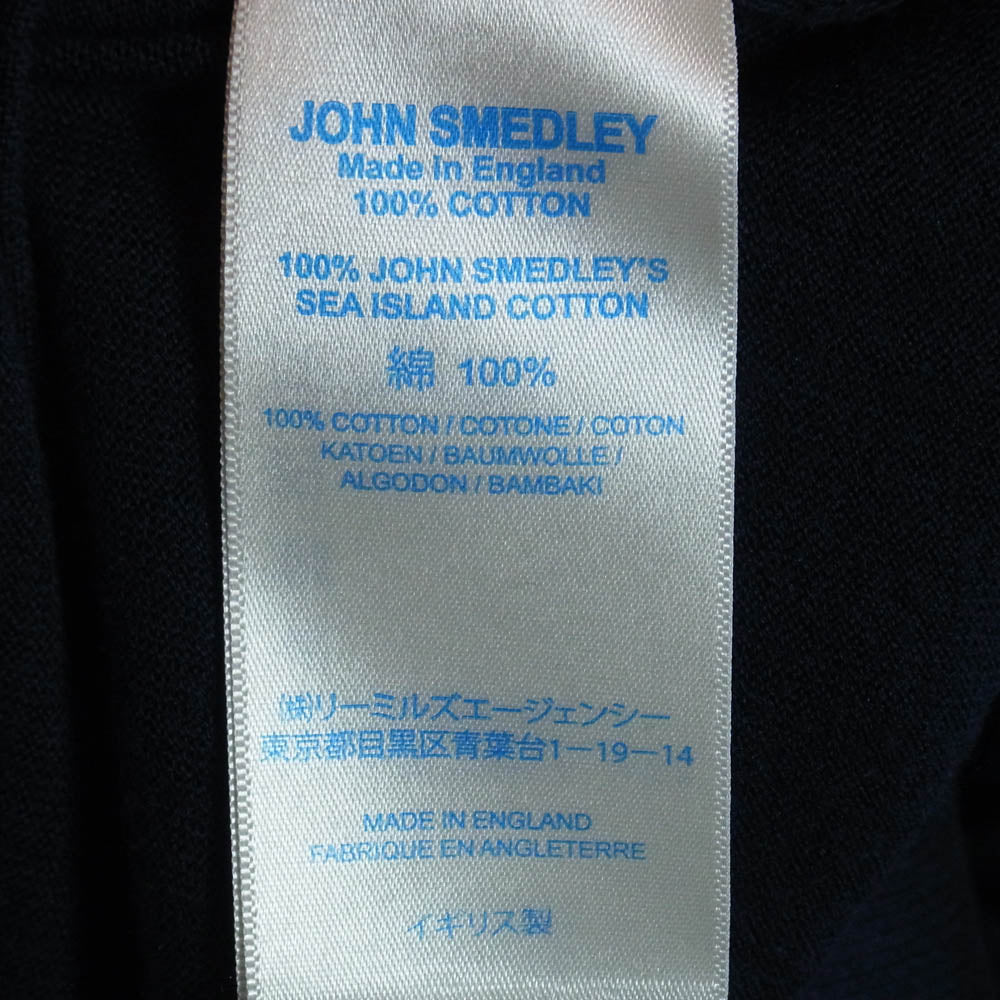 JOHN SMEDLEY
Made In England
100% COTTON
100% JOHN SMEDLEY'S
SEA ISLAND COTTON
綿 100%
100% COTTON / COTONE / COTON
KATOEN / BAUMWOLLE /
ALGODON / BAMBAKI
㈱リーミルズエージェンシー
東京都目黒区青葉台1-19-14
MADE IN ENGLAND
FABRIQUE EN ANGLETERRE
イギリス製